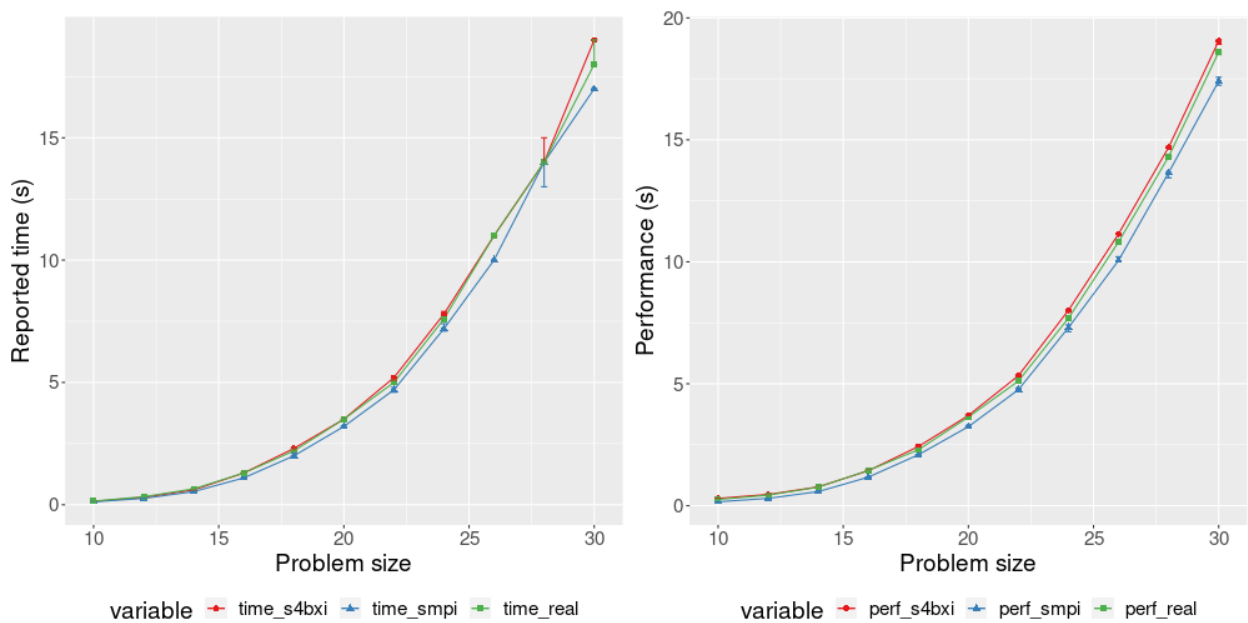 Reported time (s)
15
10
5
0
10 15 20 25 30
Problem size
variable time_s4bxi time_smpi time_real
Performance (s)
20
15
10
5
0
10 15 20 25 30
Problem size
variable perf_s4bxi perf_smpi perf_real